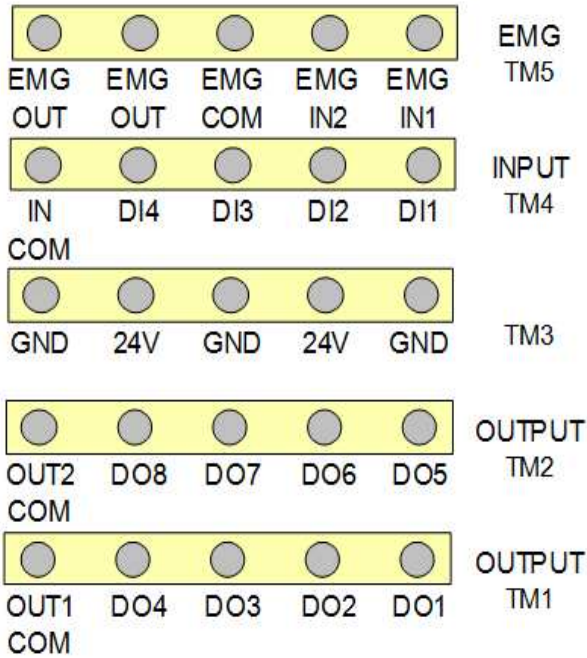 EMG EMG EMG EMG EMG EMG
OUT OUT COM IN2 IN1 TM5
IN DI4 DI3 DI2 DI1 INPUT
COM TM4
GND 24V GND 24V GND TM3
OUT2 DO8 DO7 DO6 DO5 OUTPUT
COM TM2
OUT1 DO4 DO3 DO2 DO1 OUTPUT
COM TM1